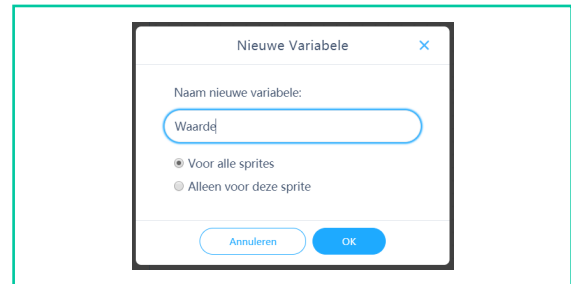 Nieuwe Variabele
Naam nieuwe variabele:
Waarde
Voor alle sprites
Alleen voor deze sprite
Annuleren OK